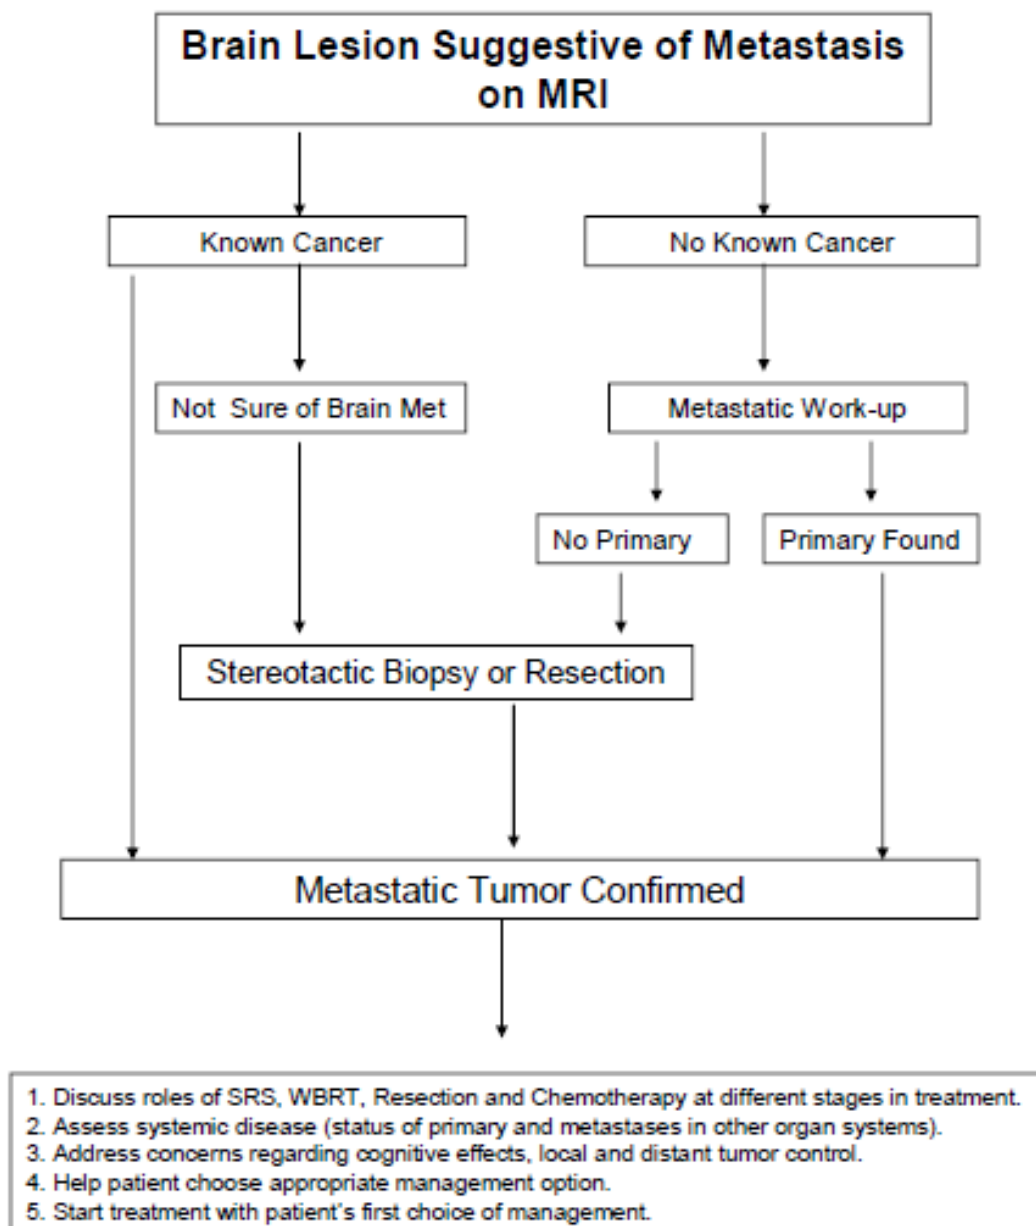 Brain Lesion Suggestive of Metastasis
on MRI
Known Cancer
No Known Cancer
Not Sure of Brain Met
Metastatic Work-up
No Primary
Primary Found
Stereotactic Biopsy or Resection
Metastatic Tumor Confirmed
1. Discuss roles of SRS, WBRT, Resection and Chemotherapy at different stages in treatment.
2. Assess systemic disease (status of primary and metastases in other organ systems).
3. Address concerns regarding cognitive effects, local and distant tumor control.
4. Help patient choose appropriate management option.
5. Start treatment with patient's first choice of management.